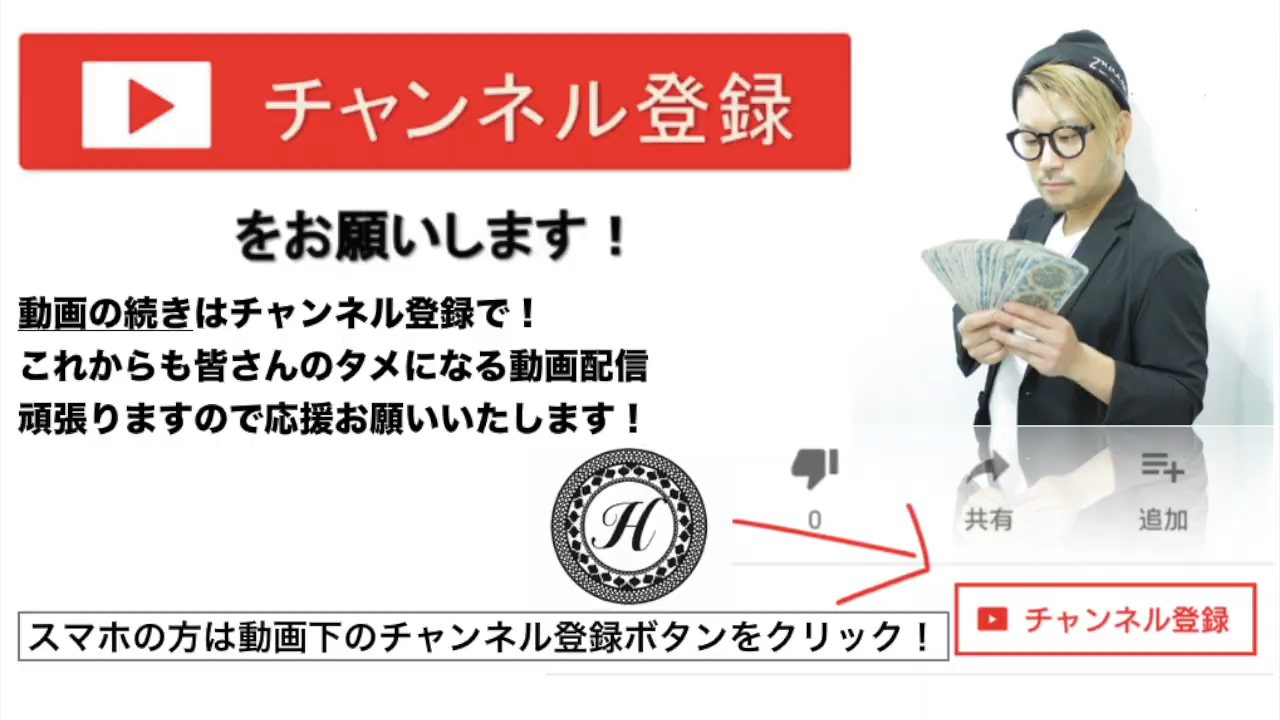 チャンネル登録
をお願いします！
動画の続きはチャンネル登録で！
これからも皆さんのタメになる動画配信
頑張りますので応援お願いいたします！
H
0
共有
追加
スマホの方は動画下のチャンネル登録ボタンをクリック！
チャンネル登録